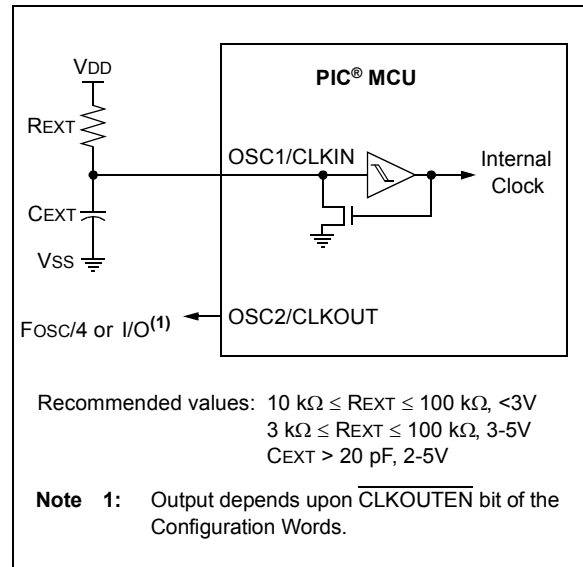 VDD
PIC® MCU
REXT
OSC1/CLKIN
Internal
Clock
CEXT
VSS
OSC2/CLKOUT
FOSC/4 or I/O(1)
Recommended values: 10 kΩ ≤ REXT ≤ 100 kΩ, <3V
3 kΩ ≤ REXT ≤ 100 kΩ, 3-5V
CEXT > 20 pF, 2-5V
Note 1: Output depends upon CLKOUTEN bit of the
Configuration Words.